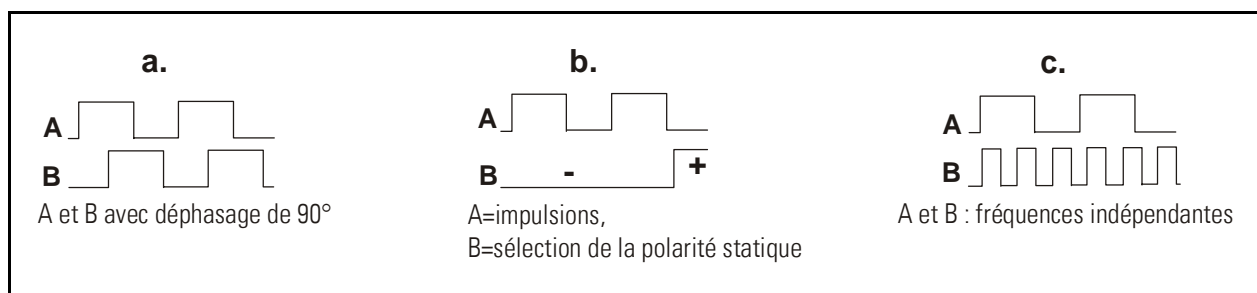 a.
A
B
A et B avec déphasage de 90°
b.
A
B - +
A=impulsions,
B=sélection de la polarité statique
c.
A
B
A et B : fréquences indépendantes